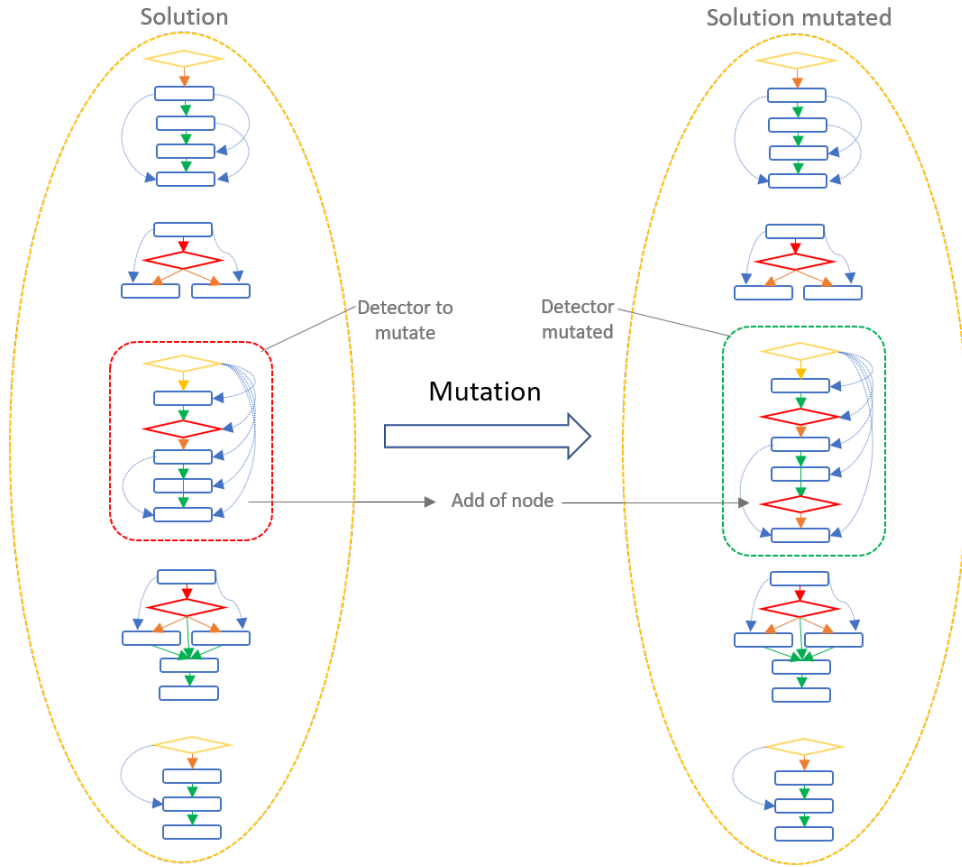 Solution
Solution mutated
Detector to
mutate
Detector
mutated
Mutation
Add of node